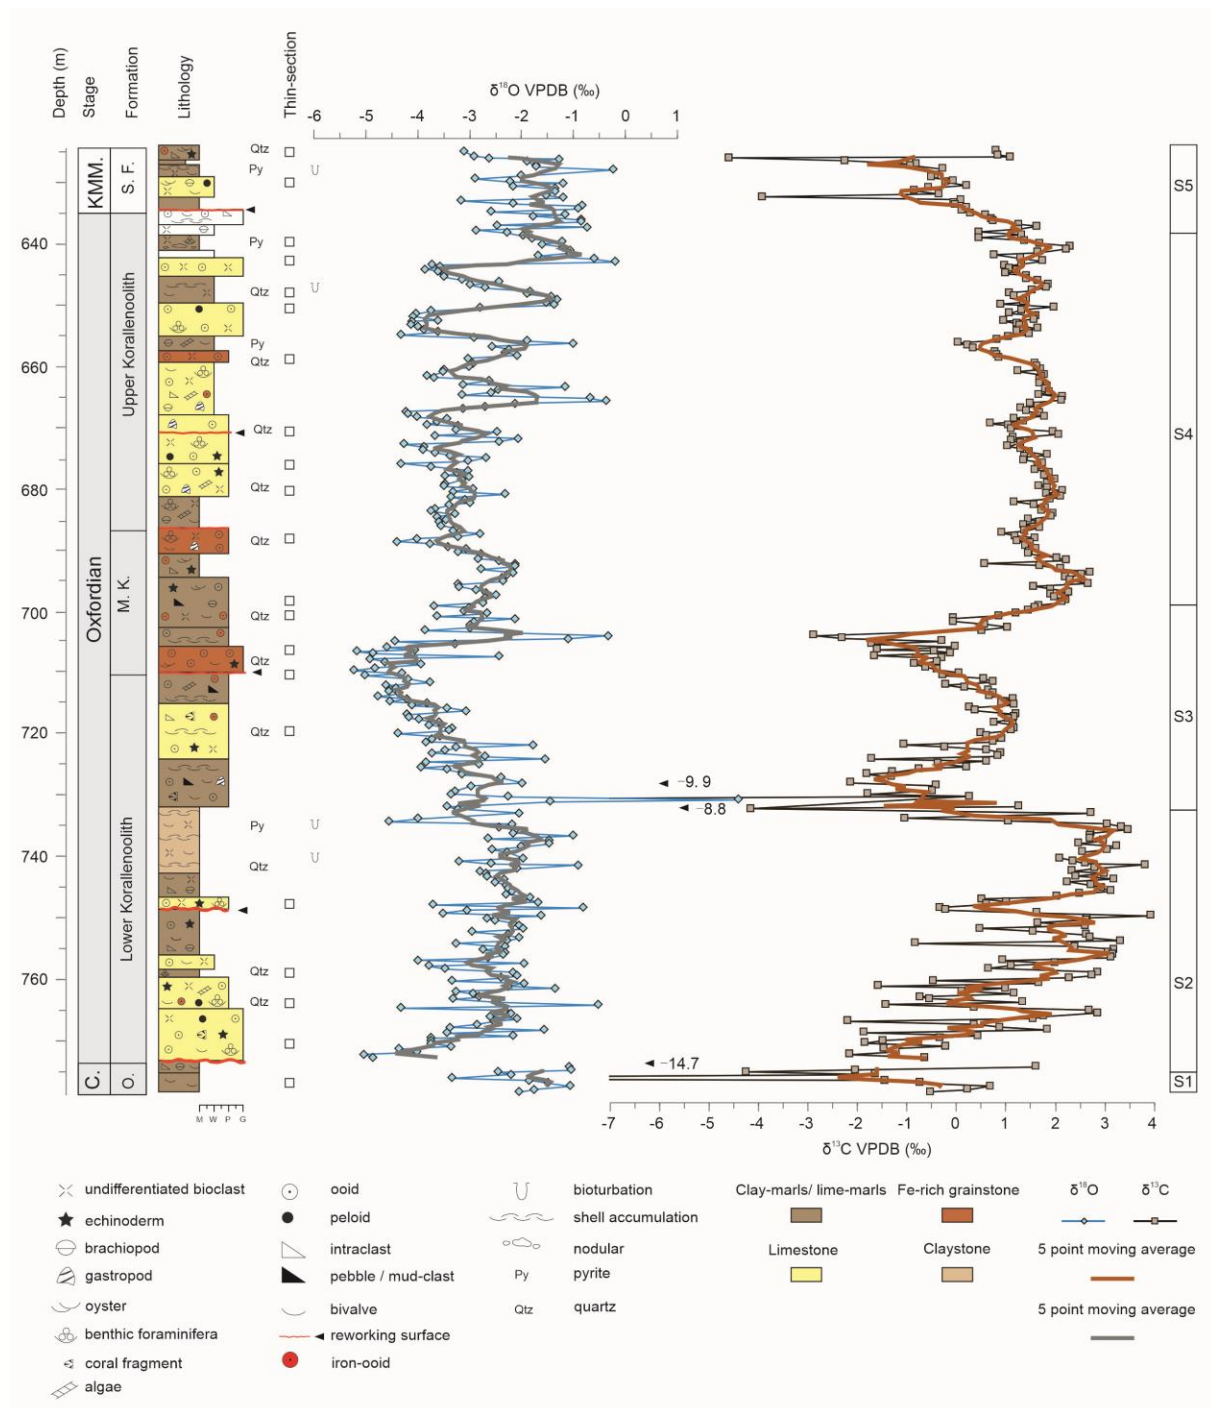 Depth (m)
Stage
Formation
Lithology
Thin-section
δ¹⁸O VPDB (‰)
-6 -5 -4 -3 -2 -1 0 1
KMM.
S. F.
Qtz
Py
S5
640
Py
Qtz
Upper Korallenoolith
Py
660
Qtz
Qtz
S4
680
Qtz
Qtz
Oxfordian
M. K.
700
Qtz
Qtz
S3
720
Qtz
-9.9
-8.8
Lower Korallenoolith
Py
740
Qtz
Qtz
760
Qtz
S2
-14.7
C.
O.
S1
M W P G
-7 -6 -5 -4 -3 -2 -1 0 1 2 3 4
δ¹³C VPDB (‰)
undifferentiated bioclast
echinoderm
brachiopod
gastropod
oyster
benthic foraminifera
coral fragment
algae
ooid
peloid
intraclast
pebble / mud-clast
bivalve
reworking surface
iron-ooid
bioturbation
shell accumulation
nodular
Py pyrite
Qtz quartz
Clay-marls/ lime-marls
Fe-rich grainstone
Limestone
Claystone
δ¹⁸O
δ¹³C
5 point moving average
5 point moving average